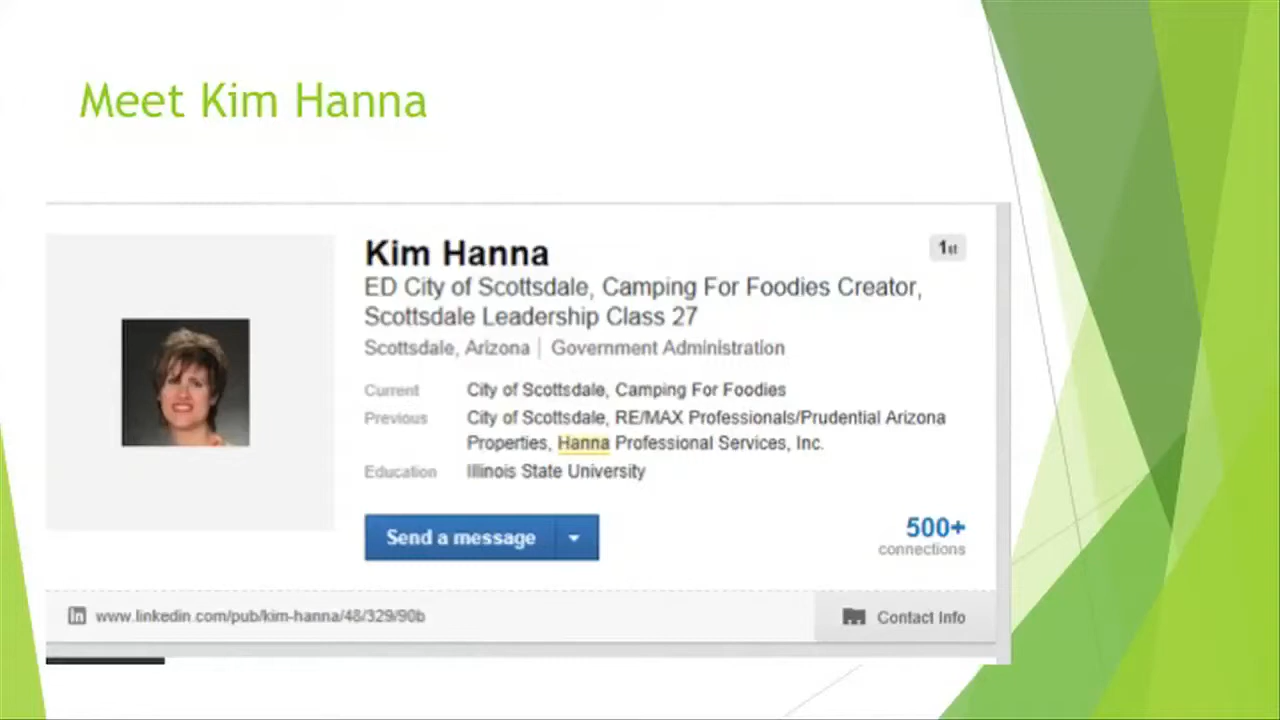 Meet Kim Hanna
Kim Hanna
1st
ED City of Scottsdale, Camping For Foodies Creator,
Scottsdale Leadership Class 27
Scottsdale, Arizona | Government Administration
Current City of Scottsdale, Camping For Foodies
Previous City of Scottsdale, RE/MAX Professionals/Prudential Arizona
Properties, Hanna Professional Services, Inc.
Education Illinois State University
Send a message
500+
connections
in www.linkedin.com/pub/kim-hanna/48/329/90b
Contact Info